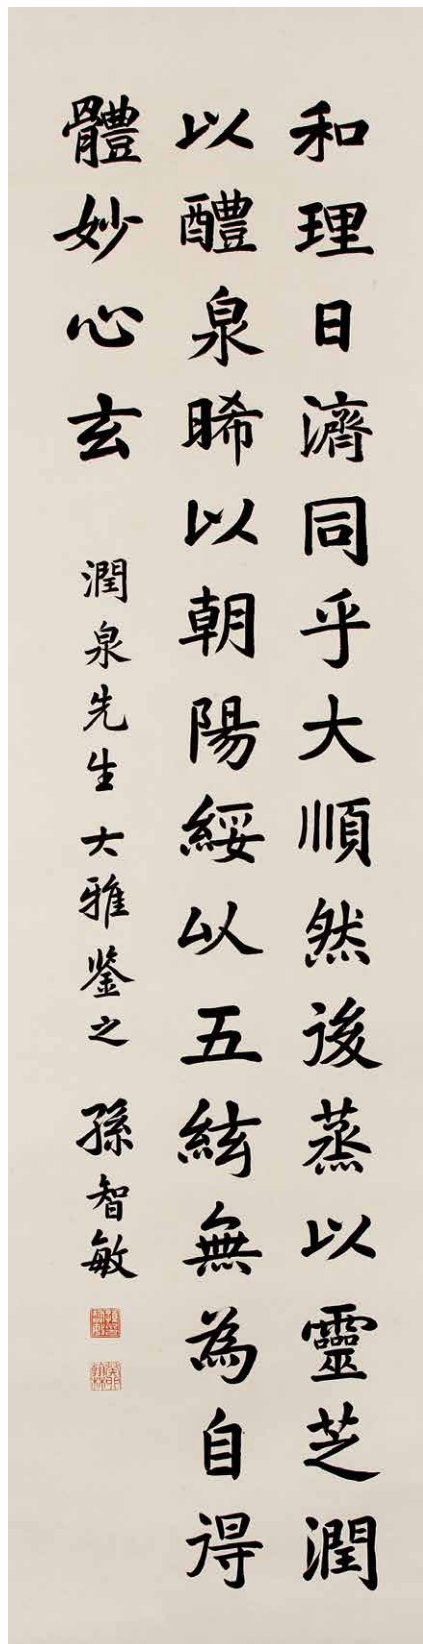 和理日濟同乎大順然後蒸以靈芝潤
以醴泉晞以朝陽綏以五絃無為自得
體妙心玄
潤泉先生大雅鉴之
孫智敏